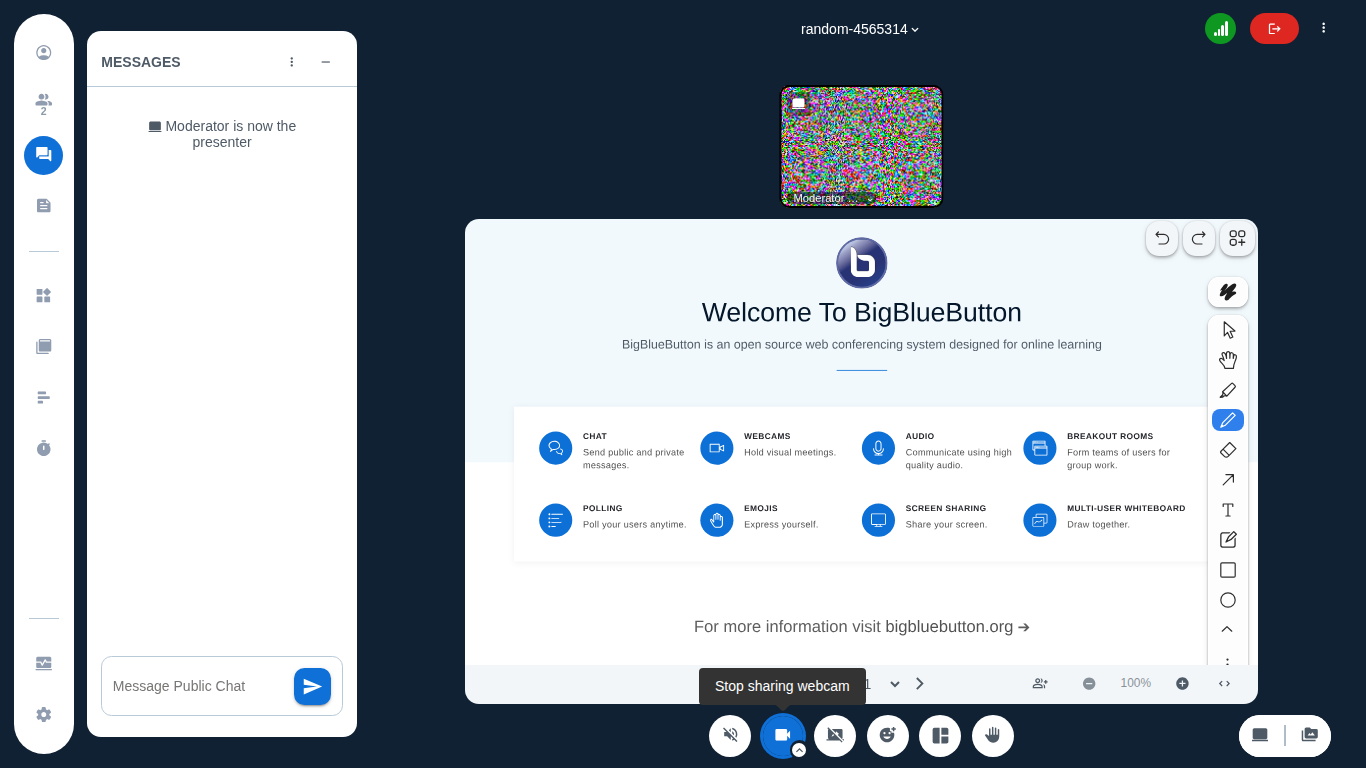 random-4565314
MESSAGES
2
Moderator is now the
presenter
Moderator ...
Welcome To BigBlueButton
BigBlueButton is an open source web conferencing system designed for online learning
CHAT
Send public and private
messages.
WEBCAMS
Hold visual meetings.
AUDIO
Communicate using high
quality audio.
BREAKOUT ROOMS
Form teams of users for
group work.
POLLING
Poll your users anytime.
EMOJIS
Express yourself.
SCREEN SHARING
Share your screen.
MULTI-USER WHITEBOARD
Draw together.
For more information visit bigbluebutton.org →
Message Public Chat
Stop sharing webcam
1
100%